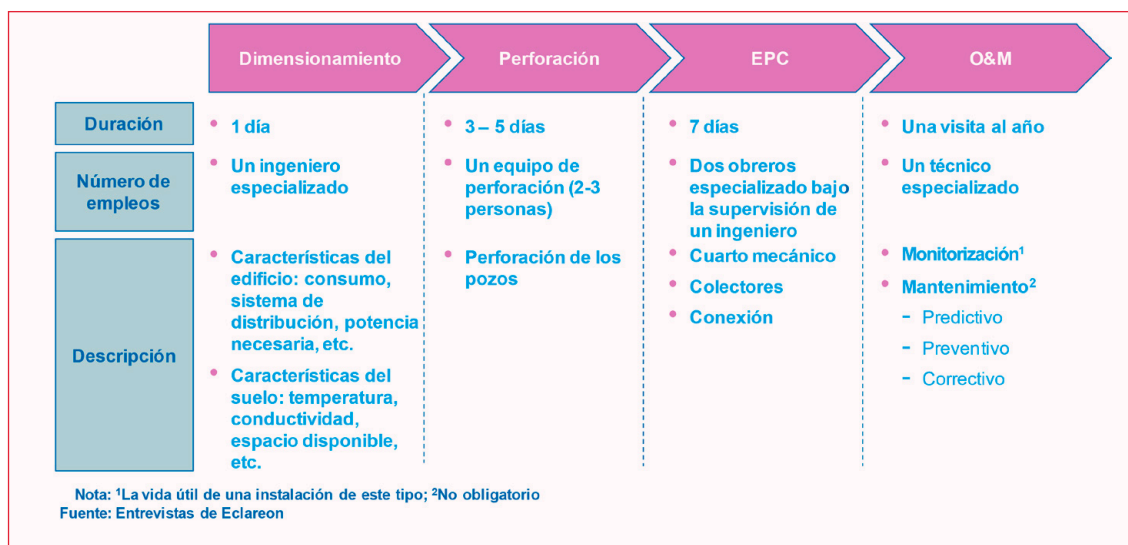 Dimensionamiento
Perforación
EPC
O&M
Duración
• 1 día
• 3 – 5 días
• 7 días
• Una visita al año
Número de
empleos
• Un ingeniero
especializado
• Un equipo de
perforación (2-3
personas)
• Dos obreros
especializado bajo
la supervisión de
un ingeniero
• Un técnico
especializado
Descripción
• Características del
edificio: consumo,
sistema de
distribución, potencia
necesaria, etc.
• Características del
suelo: temperatura,
conductividad,
espacio disponible,
etc.
• Perforación de los
pozos
• Cuarto mecánico
• Colectores
• Conexión
• Monitorización¹
• Mantenimiento²
– Predictivo
– Preventivo
– Correctivo
Nota: ¹La vida útil de una instalación de este tipo; ²No obligatorio
Fuente: Entrevistas de Eclareon